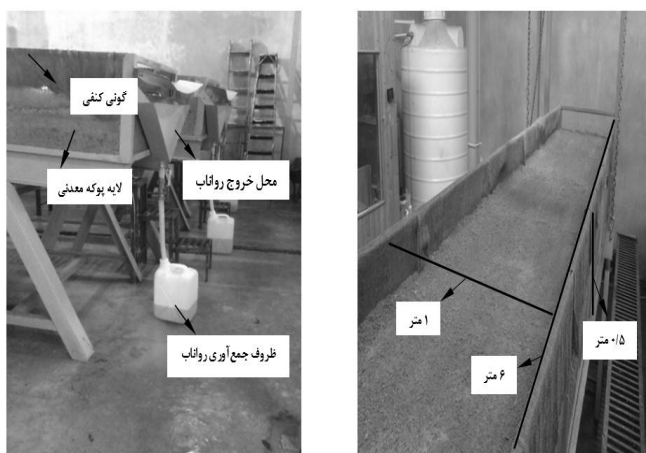 گونی کنفی
لایه پوکه معدنی
محل خروج رواناب
ظروف جمع‌آوری رواناب
۱ متر
۶ متر
۰/۵ متر